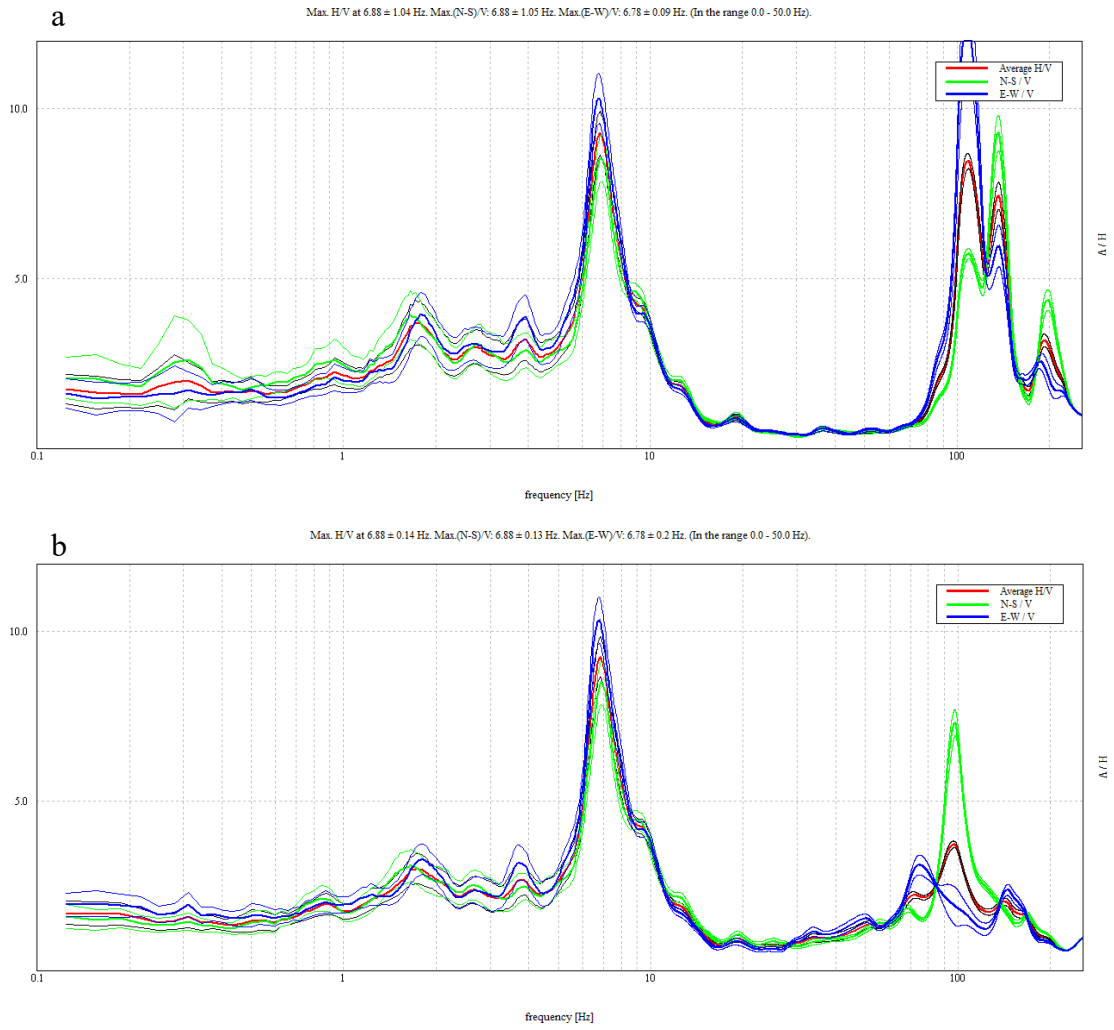 a
Max. H/V at 6.88 ± 1.04 Hz. Max.(N-S)/V: 6.88 ± 1.05 Hz. Max.(E-W)/V: 6.78 ± 0.09 Hz. (In the range 0.0 - 50.0 Hz).
Average H/V
N-S / V
E-W / V
10.0
5.0
H / V
0.1 1 10 100
frequency [Hz]
b
Max. H/V at 6.88 ± 0.14 Hz. Max.(N-S)/V: 6.88 ± 0.13 Hz. Max.(E-W)/V: 6.78 ± 0.2 Hz. (In the range 0.0 - 50.0 Hz).
Average H/V
N-S / V
E-W / V
10.0
5.0
H / V
0.1 1 10 100
frequency [Hz]